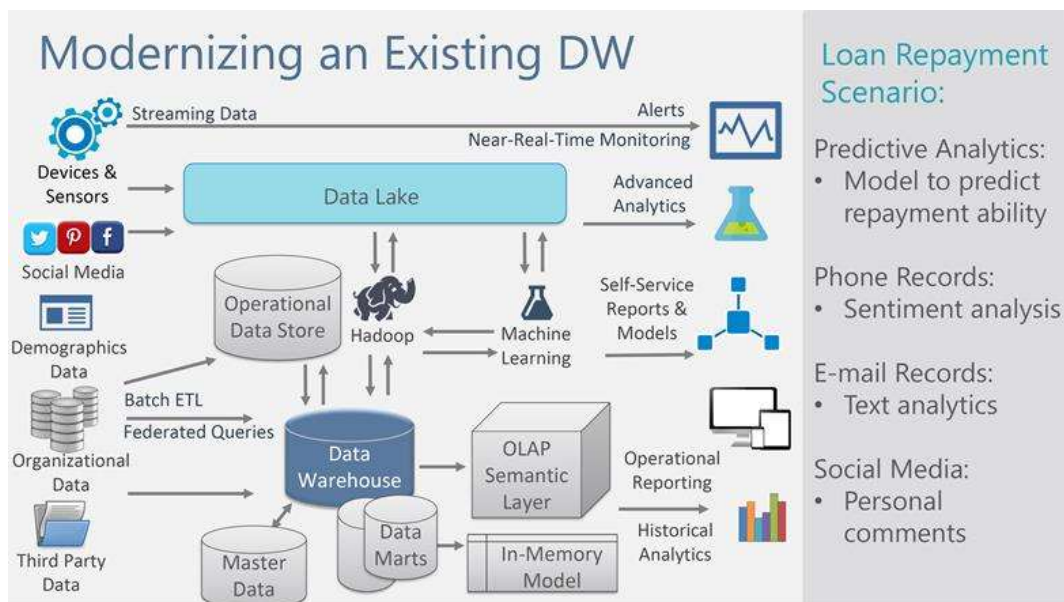 Modernizing an Existing DW
Streaming Data
Alerts
Near-Real-Time Monitoring
Devices &
Sensors
Data Lake
Advanced
Analytics
Social Media
Operational
Data Store
Hadoop
Machine
Learning
Self-Service
Reports &
Models
Demographics
Data
Batch ETL
Federated Queries
Organizational
Data
Data
Warehouse
OLAP
Semantic
Layer
Operational
Reporting
Historical
Analytics
Third Party
Data
Master
Data
Data
Marts
In-Memory
Model
Loan Repayment
Scenario:
Predictive Analytics:
• Model to predict
repayment ability
Phone Records:
• Sentiment analysis
E-mail Records:
• Text analytics
Social Media:
• Personal
comments